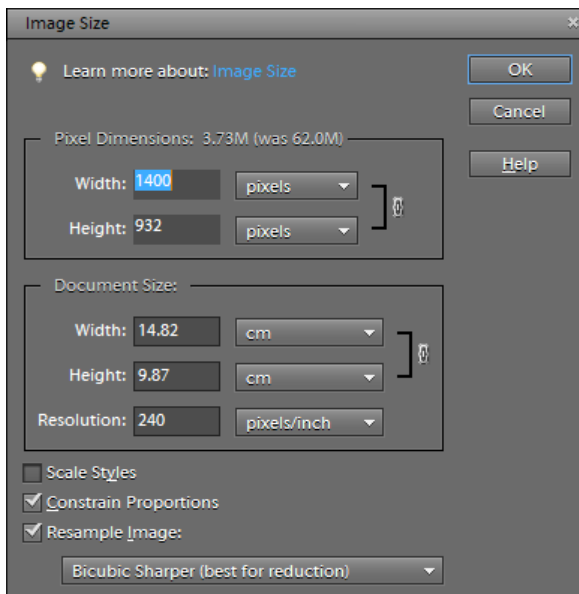 Image Size
Learn more about: Image Size
OK
Cancel
Help
Pixel Dimensions: 3.73M (was 62.0M)
Width: 1400 pixels
Height: 932 pixels
Document Size:
Width: 14.82 cm
Height: 9.87 cm
Resolution: 240 pixels/inch
Scale Styles
Constrain Proportions
Resample Image:
Bicubic Sharper (best for reduction)